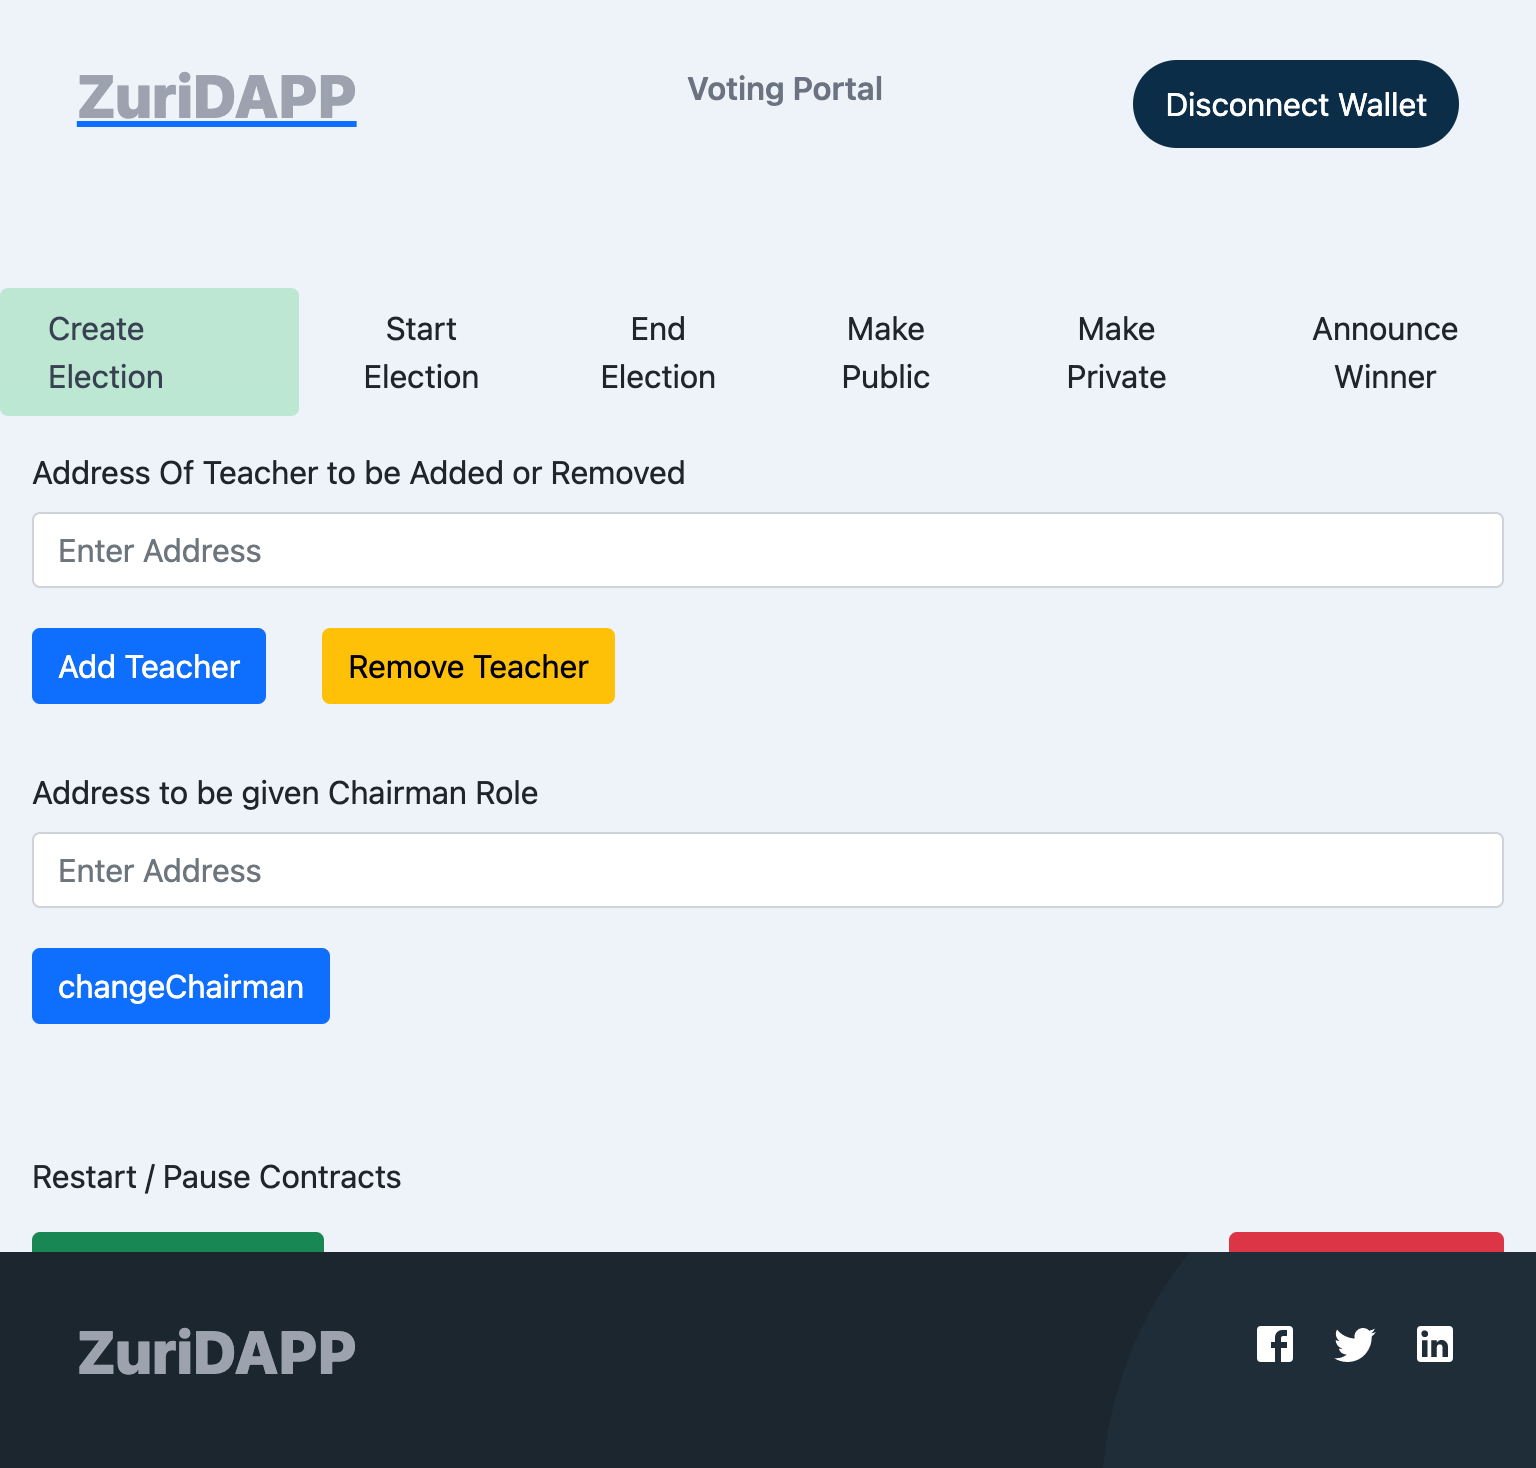 ZuriDAPP
Voting Portal
Disconnect Wallet
Create
Election
Start
Election
End
Election
Make
Public
Make
Private
Announce
Winner
Address Of Teacher to be Added or Removed
Enter Address
Add Teacher
Remove Teacher
Address to be given Chairman Role
Enter Address
changeChairman
Restart / Pause Contracts
ZuriDAPP